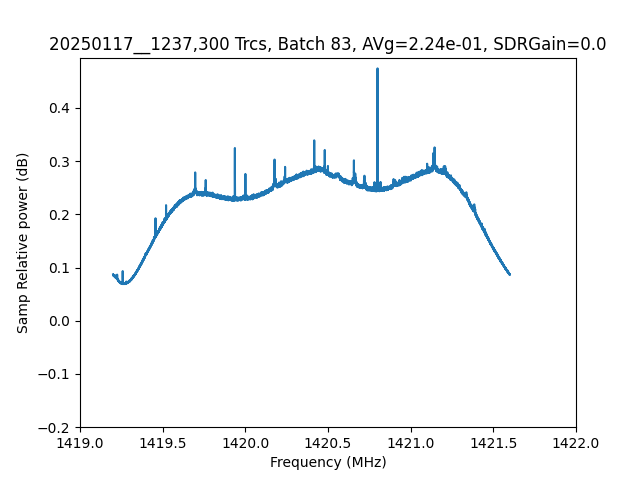 20250117__1237,300 Trcs, Batch 83, AVg=2.24e-01, SDRGain=0.0
Samp Relative power (dB)
0.4
0.3
0.2
0.1
0.0
−0.1
−0.2
1419.0 1419.5 1420.0 1420.5 1421.0 1421.5 1422.0
Frequency (MHz)